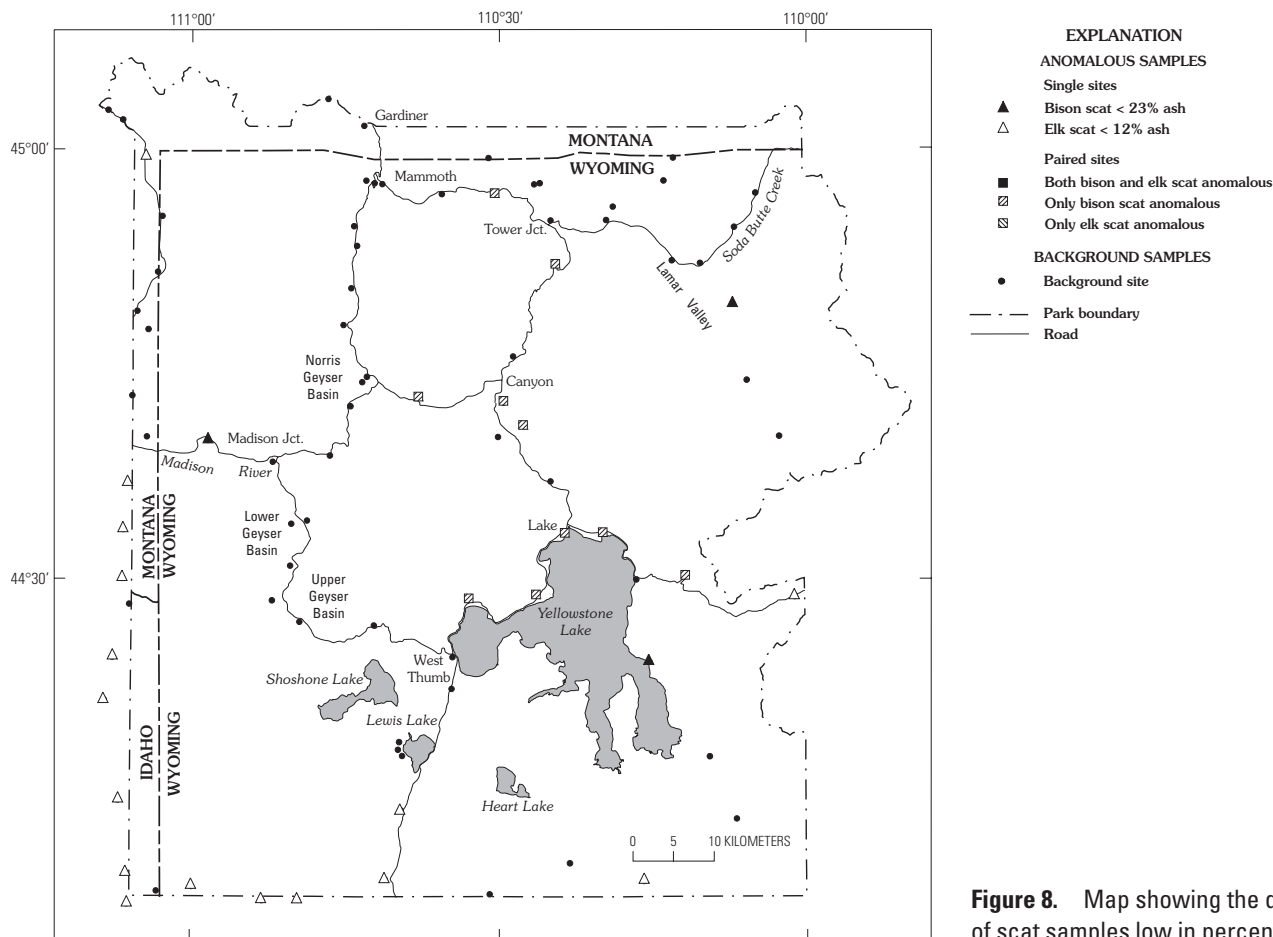 111°00'
110°30'
110°00'
45°00'
44°30'
Gardiner
MONTANA
WYOMING
Mammoth
Tower Jct.
Soda Butte Creek
Lamar Valley
Norris
Geyser
Basin
Canyon
Madison Jct.
Madison River
MONTANA
WYOMING
Lower
Geyser
Basin
Lake
Upper
Geyser
Basin
Yellowstone
Lake
West
Thumb
Shoshone Lake
Lewis Lake
IDAHO
WYOMING
Heart Lake
0 5 10 KILOMETERS
EXPLANATION
ANOMALOUS SAMPLES
Single sites
Bison scat < 23% ash
Elk scat < 12% ash
Paired sites
Both bison and elk scat anomalous
Only bison scat anomalous
Only elk scat anomalous
BACKGROUND SAMPLES
Background site
Park boundary
Road
Figure 8. Map showing the
of scat samples low in percen